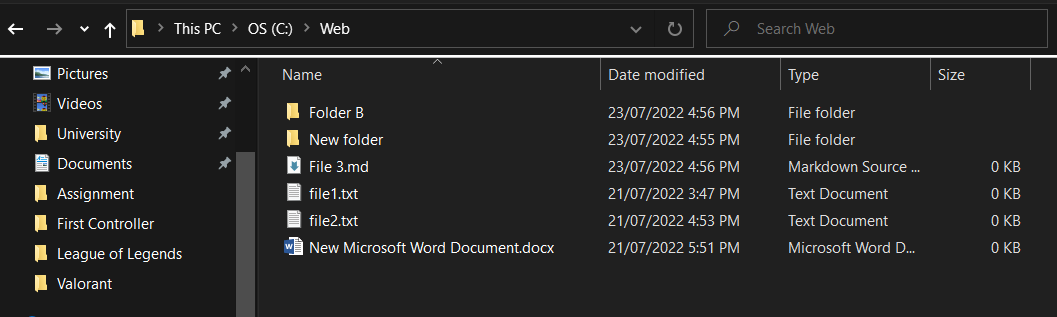 This PC > OS (C:) > Web
Search Web
Pictures
Videos
University
Documents
Assignment
First Controller
League of Legends
Valorant
Name Date modified Type Size
Folder B 23/07/2022 4:56 PM File folder
New folder 23/07/2022 4:55 PM File folder
File 3.md 23/07/2022 4:56 PM Markdown Source ... 0 KB
file1.txt 21/07/2022 3:47 PM Text Document 0 KB
file2.txt 21/07/2022 4:53 PM Text Document 0 KB
New Microsoft Word Document.docx 21/07/2022 5:51 PM Microsoft Word D... 0 KB